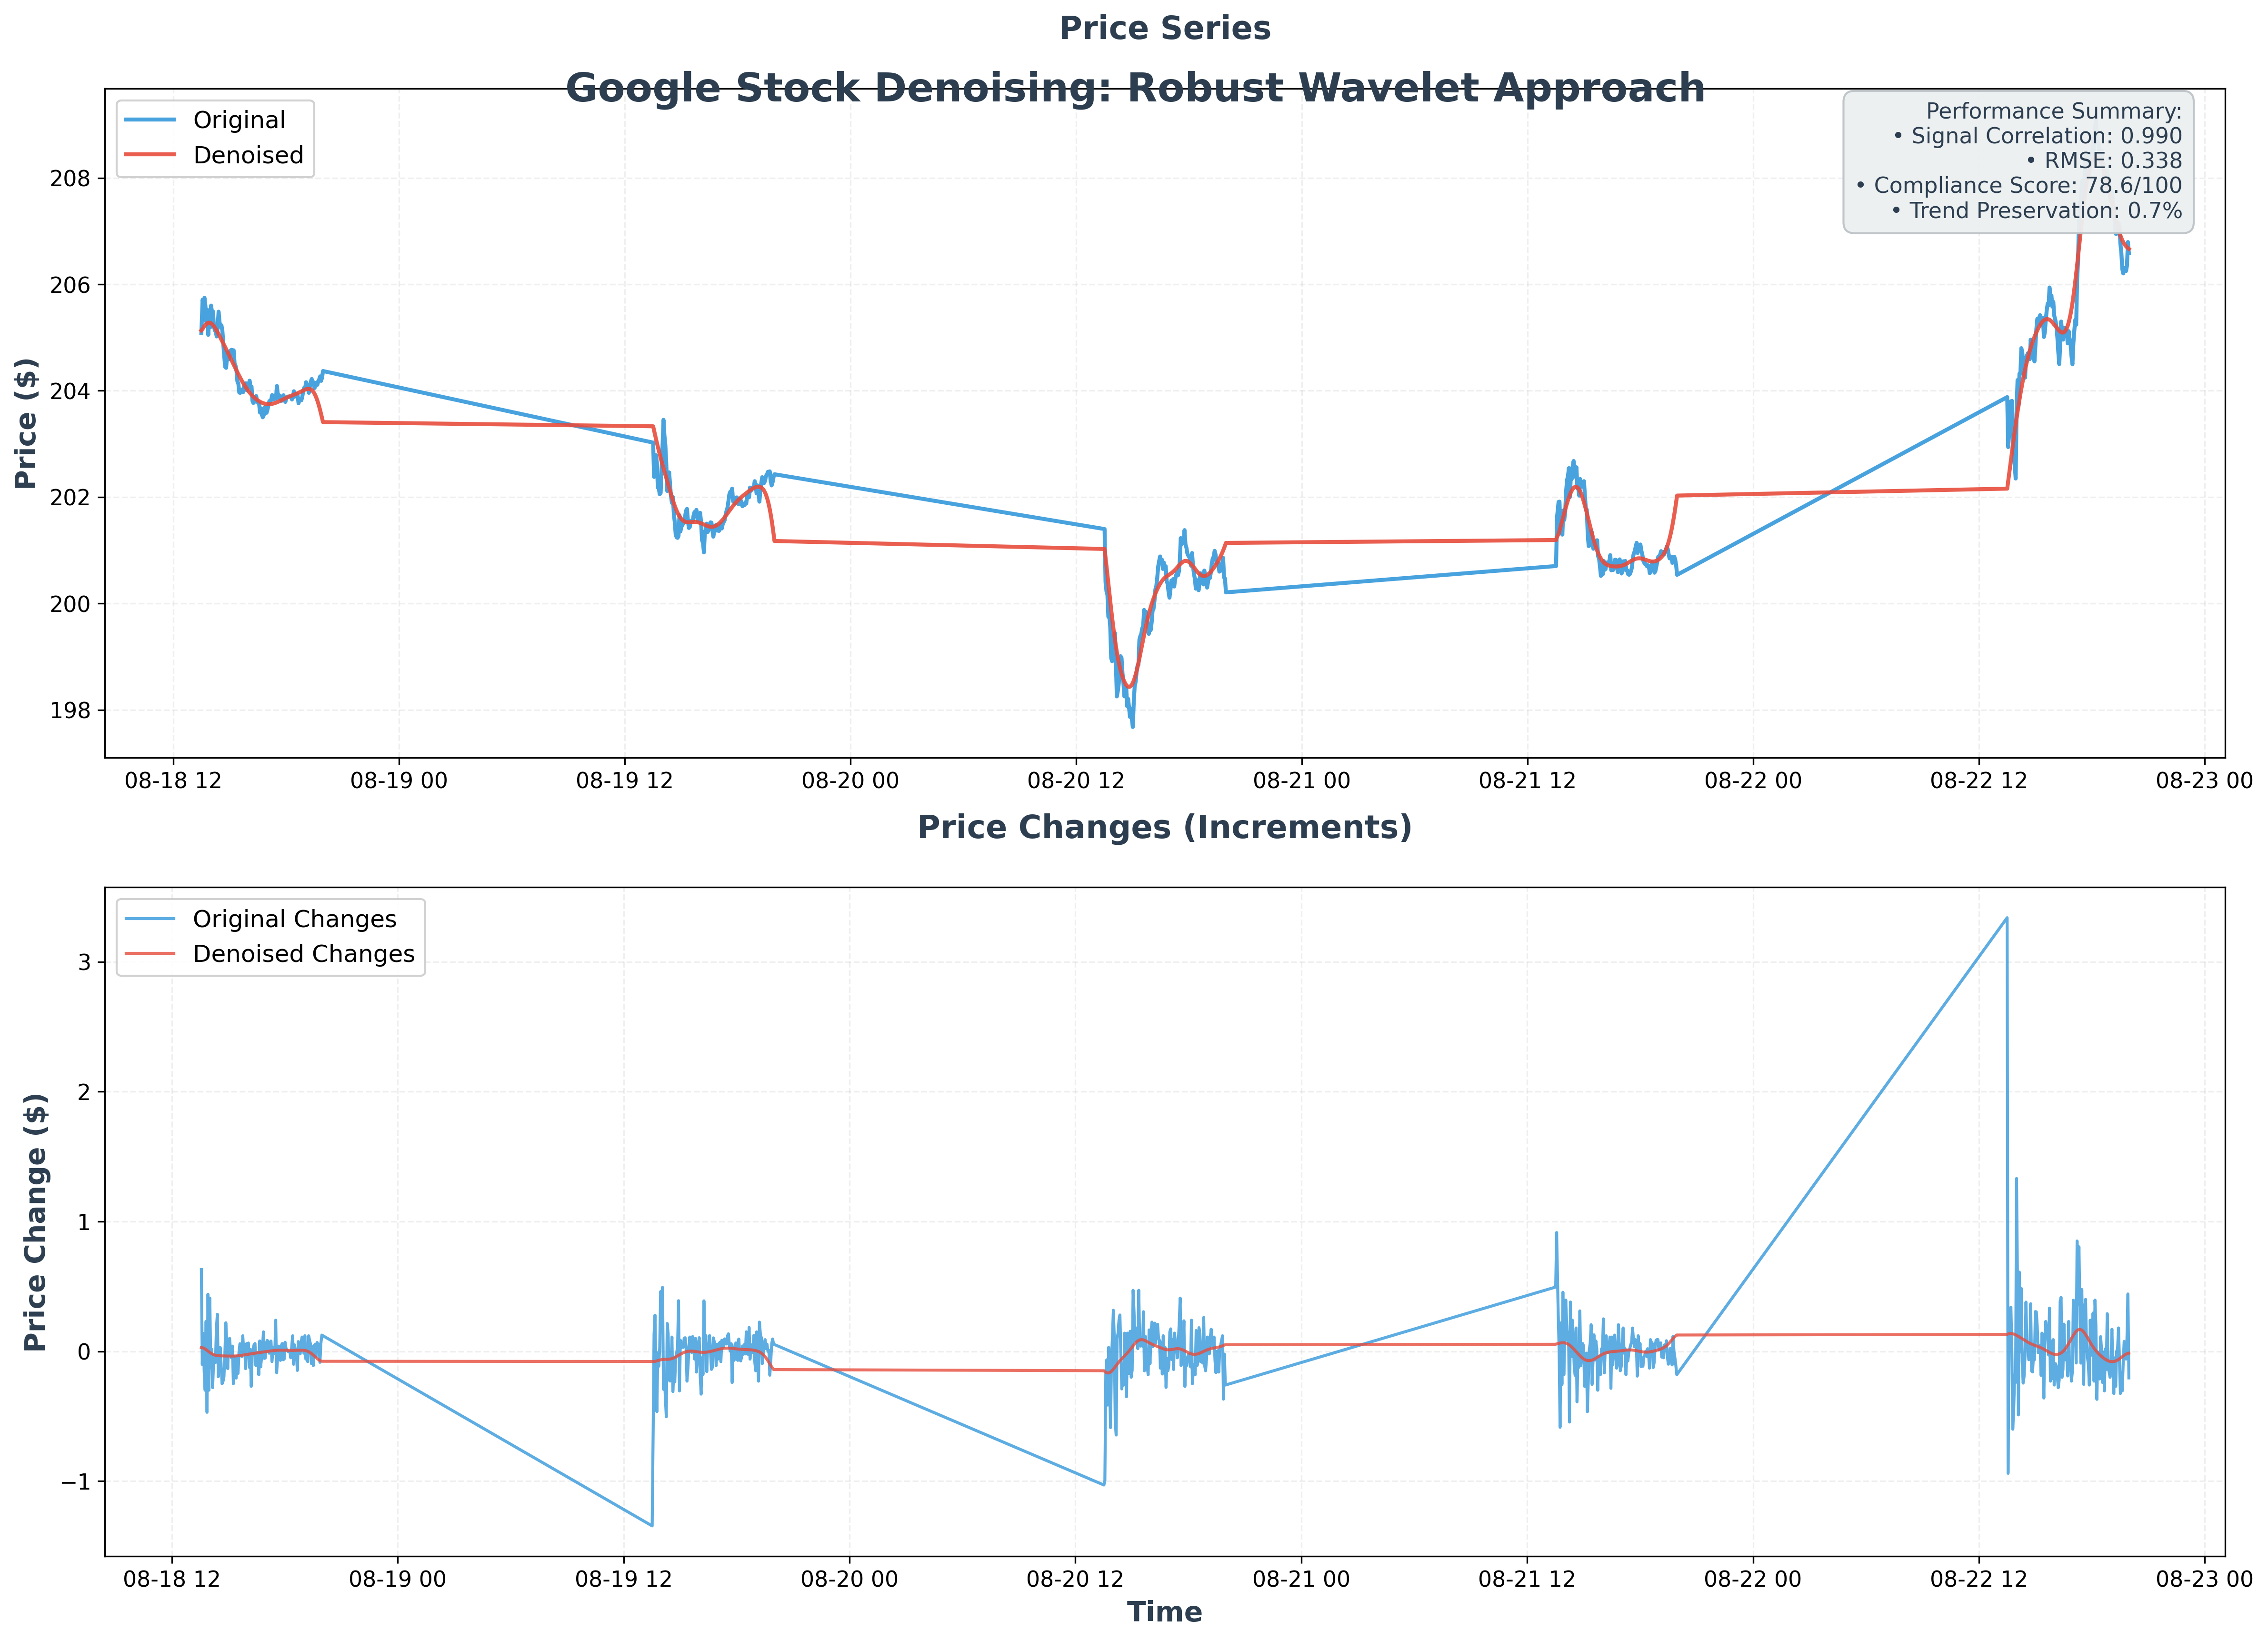 Price Series
Google Stock Denoising: Robust Wavelet Approach
Original
Denoised
Performance Summary:
• Signal Correlation: 0.990
• RMSE: 0.338
• Compliance Score: 78.6/100
• Trend Preservation: 0.7%
Price ($)
208
206
204
202
200
198
08-18 12
08-19 00
08-19 12
08-20 00
08-20 12
08-21 00
08-21 12
08-22 00
08-22 12
08-23 00
Price Changes (Increments)
Original Changes
Denoised Changes
Price Change ($)
3
2
1
0
−1
08-18 12
08-19 00
08-19 12
08-20 00
08-20 12
08-21 00
08-21 12
08-22 00
08-22 12
08-23 00
Time